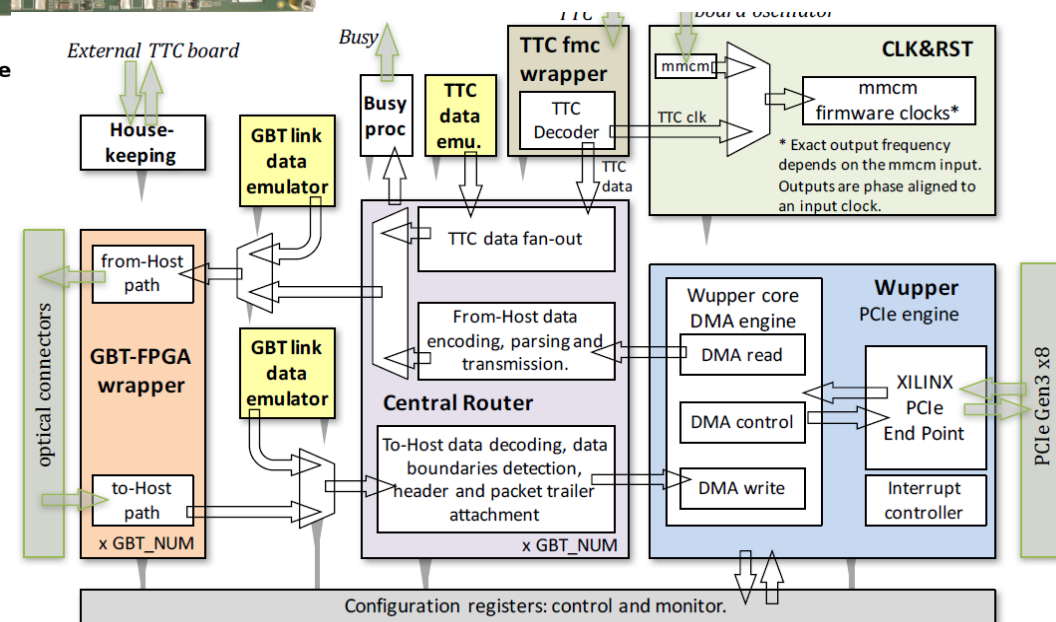 e
External TTC board
Busy
TTC
board oscillator
House-
keeping
GBT link
data
emulator
Busy
proc
TTC
data
emu.
TTC fmc
wrapper
TTC
Decoder
TTC clk
TTC
data
CLK&RST
mmcm
mmcm
firmware clocks*
* Exact output frequency
depends on the mmcm input.
Outputs are phase aligned to
an input clock.
optical connectors
from-Host
path
GBT-FPGA
wrapper
to-Host
path
x GBT_NUM
GBT link
data
emulator
TTC data fan-out
From-Host data
encoding, parsing and
transmission.
Central Router
To-Host data decoding, data
boundaries detection,
header and packet trailer
attachment
x GBT_NUM
Wupper core
DMA engine
DMA read
DMA control
DMA write
Wupper
PCIe engine
XILINX
PCIe
End Point
Interrupt
controller
PCIe Gen3 x8
Configuration registers: control and monitor.